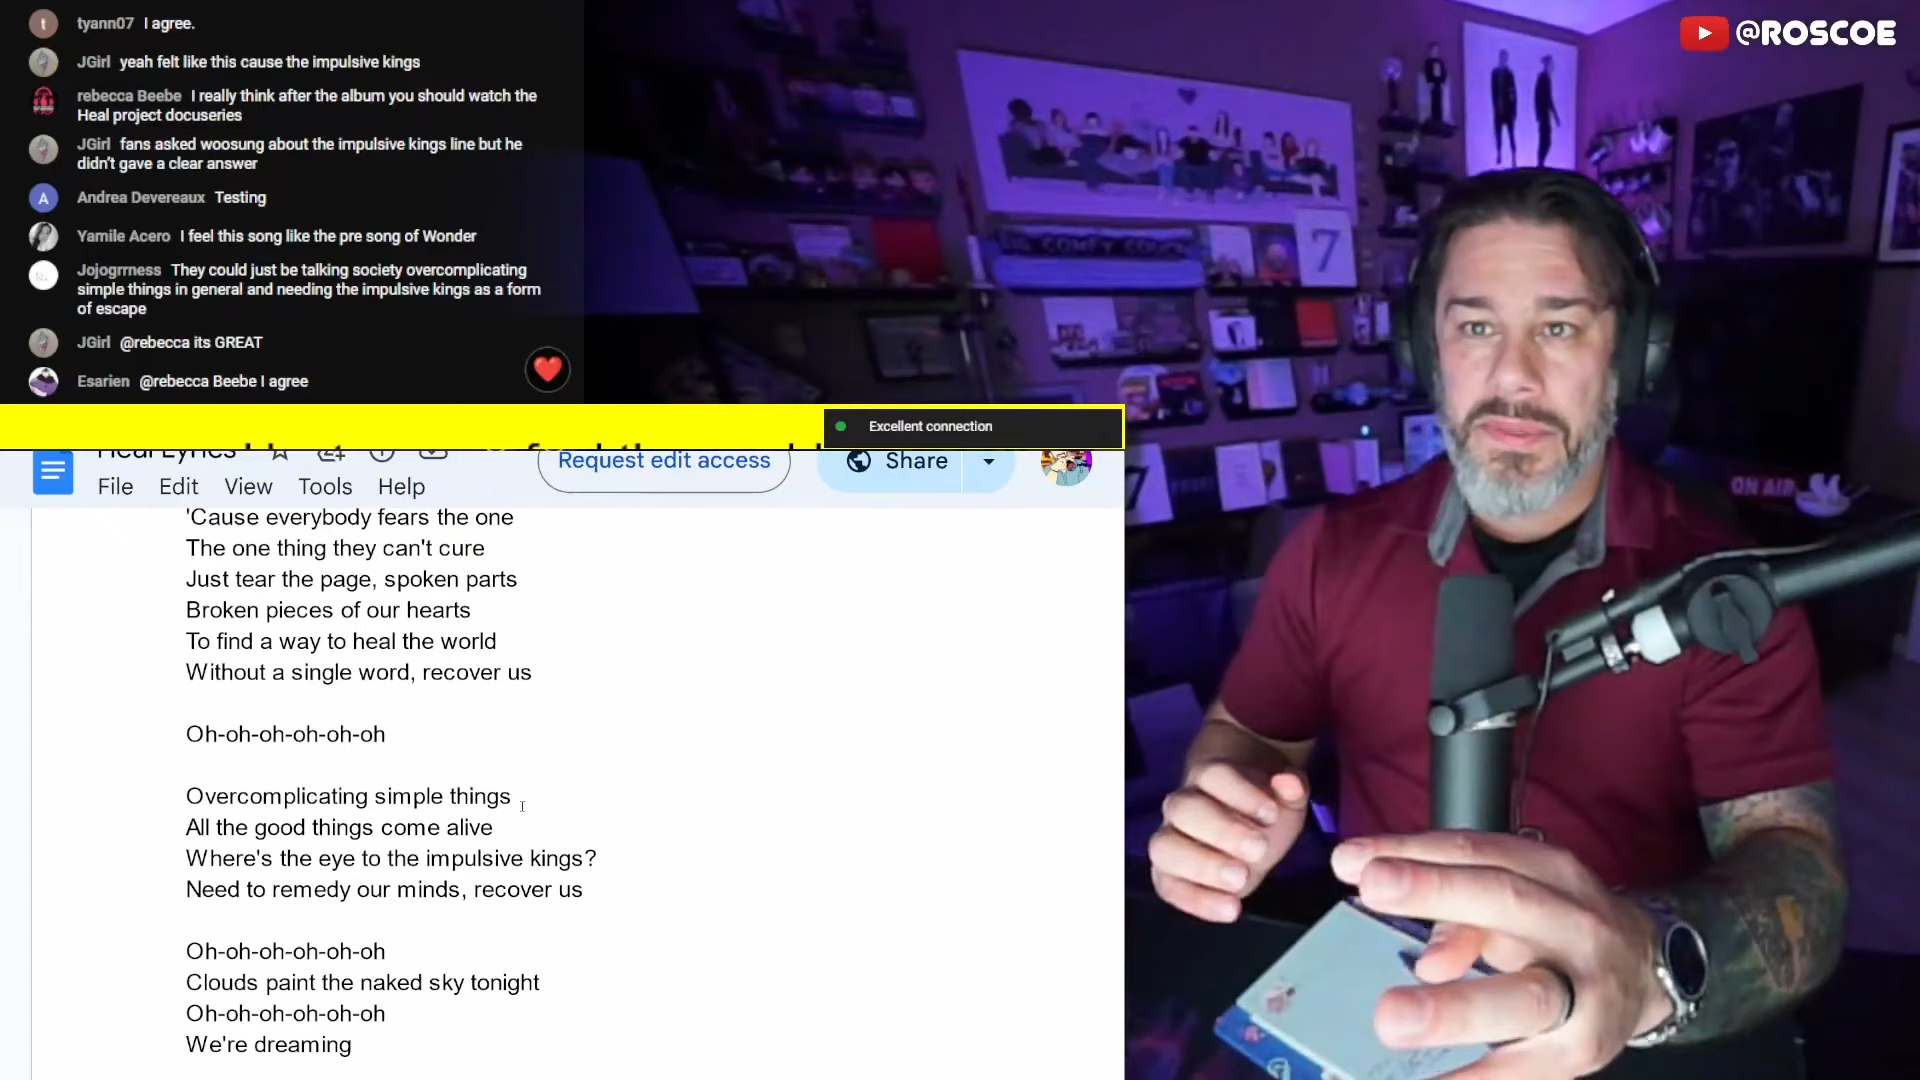 t tyann07 I agree.
JGirl yeah felt like this cause the impulsive kings
rebecca Beebe I really think after the album you should watch the
Heal project docuseries
JGirl fans asked woosung about the impulsive kings line but he
didn't gave a clear answer
A Andrea Devereaux Testing
Yamile Acero I feel this song like the pre song of Wonder
Jojogrrness They could just be talking society overcomplicating
simple things in general and needing the impulsive kings as a form
of escape
JGirl @rebecca its GREAT
Esarien @rebecca Beebe I agree
@ROSCOE
BIG COMFY COUCH
7
ON AIR
Excellent connection
Heal Lyrics
Request edit access
Share
File Edit View Tools Help
'Cause everybody fears the one
The one thing they can't cure
Just tear the page, spoken parts
Broken pieces of our hearts
To find a way to heal the world
Without a single word, recover us
Oh-oh-oh-oh-oh-oh
Overcomplicating simple things
All the good things come alive
Where's the eye to the impulsive kings?
Need to remedy our minds, recover us
Oh-oh-oh-oh-oh-oh
Clouds paint the naked sky tonight
Oh-oh-oh-oh-oh-oh
We're dreaming